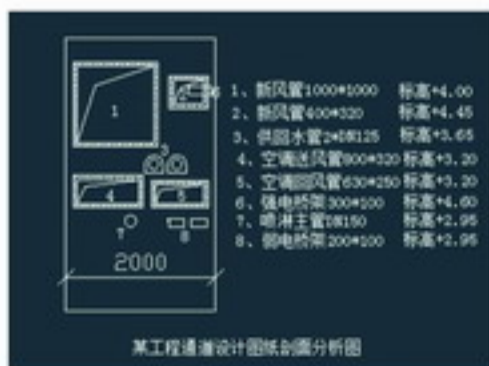 1、新风管1000*1000 标高+4.00
2、新风管400*320 标高+4.45
3、供回水管2*DN125 标高+3.65
4、空调送风管800*320 标高+3.20
5、空调回风管630*250 标高+3.20
6、强电桥架300*100 标高+4.60
7、喷淋主管DN150 标高+2.95
8、弱电桥架200*100 标高+2.95
1
6
3
4
5
7
8
2000
某工程通道设计图纸剖面分析图